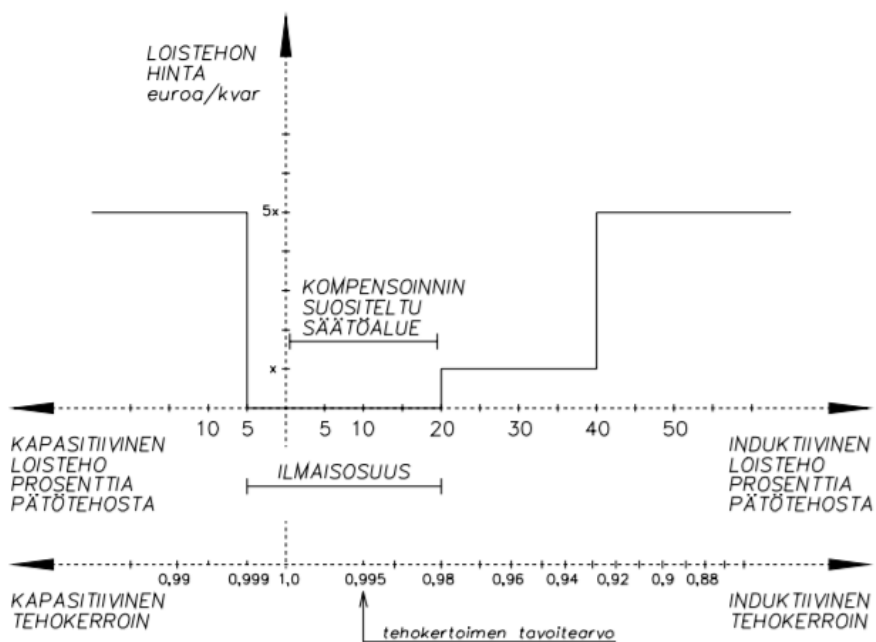 LOISTEHON
HINTA
euroa/kvar
5x
KOMPENSOINNIN
SUOSITELTU
SÄÄTÖALUE
x
10 5 5 10 20 30 40 50
KAPASITIIVINEN
LOISTEHO
PROSENTTIA
PÄTÖTEHOSTA
ILMAISOSUUS
INDUKTIIVINEN
LOISTEHO
PROSENTTIA
PÄTÖTEHOSTA
0,99 0,999 1,0 0,995 0,98 0,96 0,94 0,92 0,9 0,88
KAPASITIIVINEN
TEHOKERROIN
INDUKTIIVINEN
TEHOKERROIN
tehokertoimen tavoitearvo